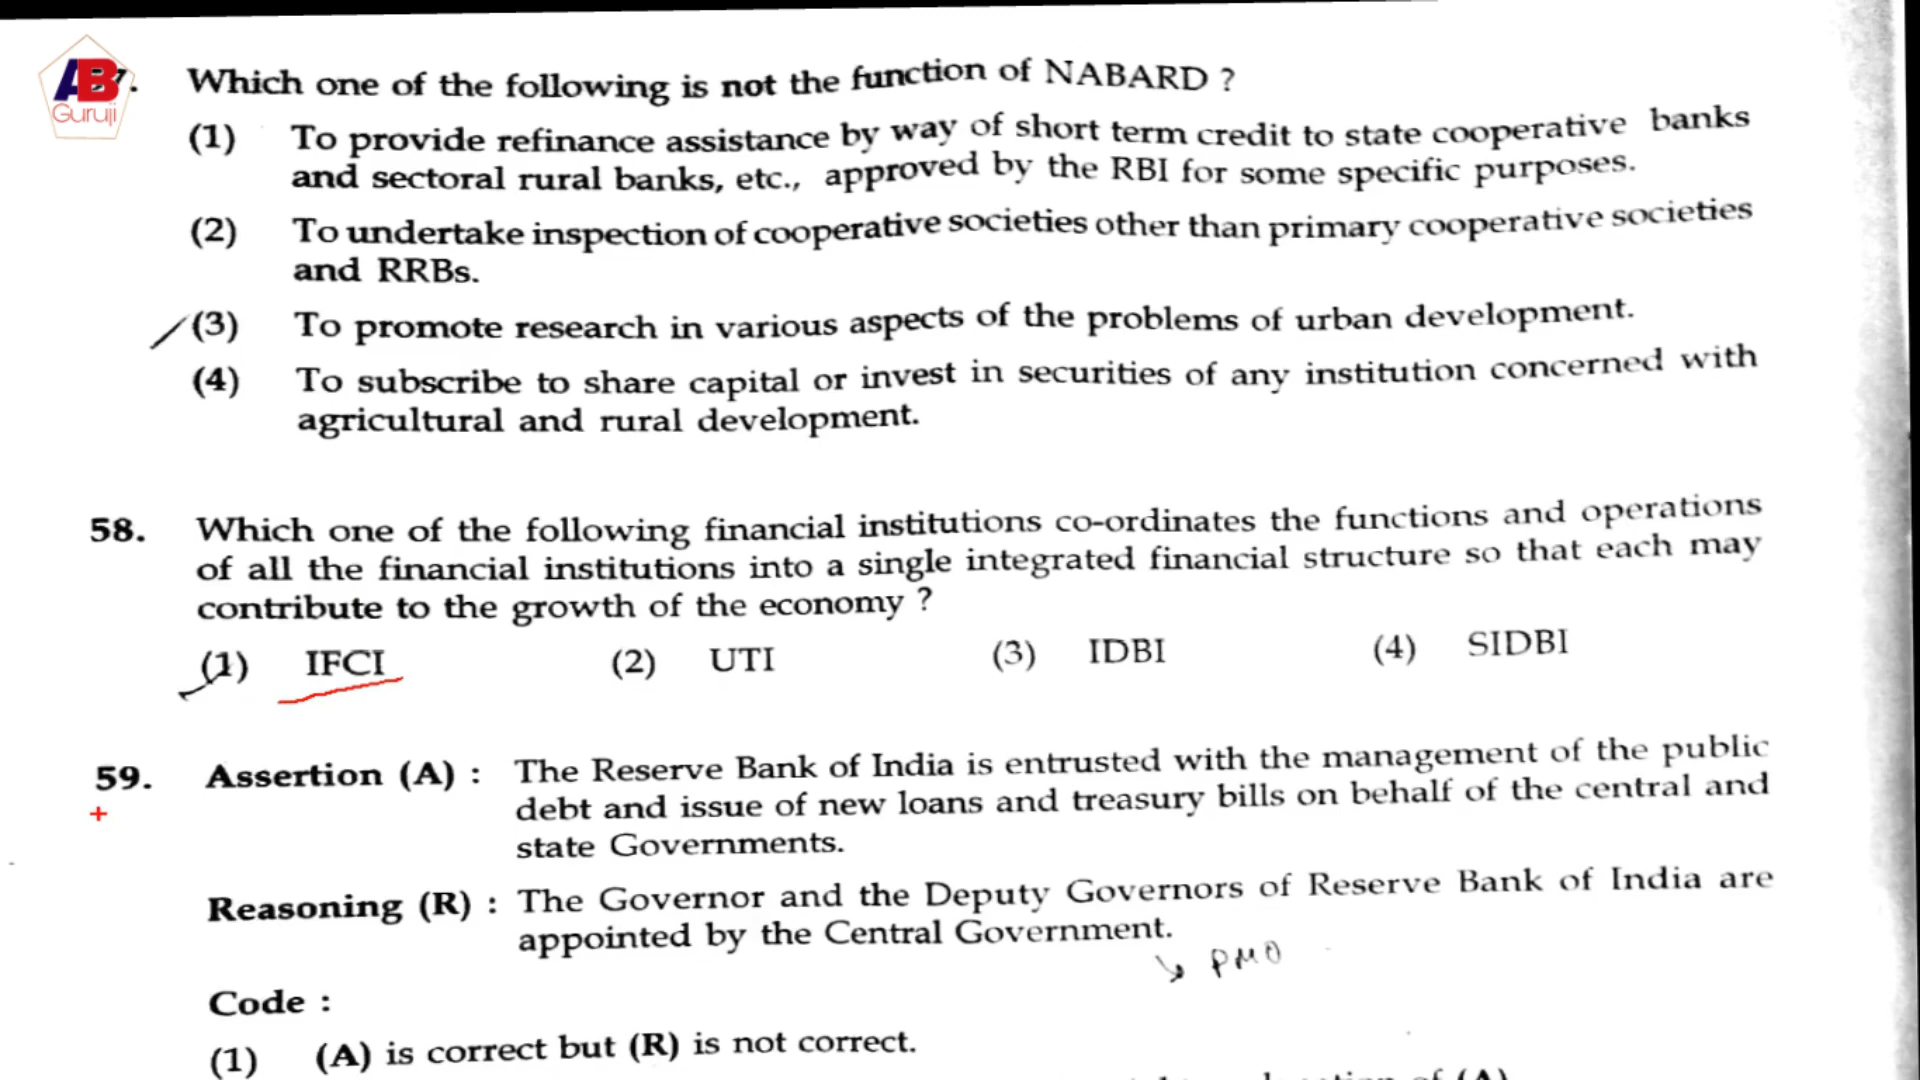 AB
Guruji
7.
Which one of the following is not the function of NABARD ?
(1) To provide refinance assistance by way of short term credit to state cooperative banks
and sectoral rural banks, etc., approved by the RBI for some specific purposes.
(2) To undertake inspection of cooperative societies other than primary cooperative societies
and RRBs.
(3) To promote research in various aspects of the problems of urban development.
(4) To subscribe to share capital or invest in securities of any institution concerned with
agricultural and rural development.
58. Which one of the following financial institutions co-ordinates the functions and operations
of all the financial institutions into a single integrated financial structure so that each may
contribute to the growth of the economy ?
(1) IFCI (2) UTI (3) IDBI (4) SIDBI
59. Assertion (A) : The Reserve Bank of India is entrusted with the management of the public
debt and issue of new loans and treasury bills on behalf of the central and
state Governments.
Reasoning (R) : The Governor and the Deputy Governors of Reserve Bank of India are
appointed by the Central Government.
PMO
Code :
(1) (A) is correct but (R) is not correct.
of (A)